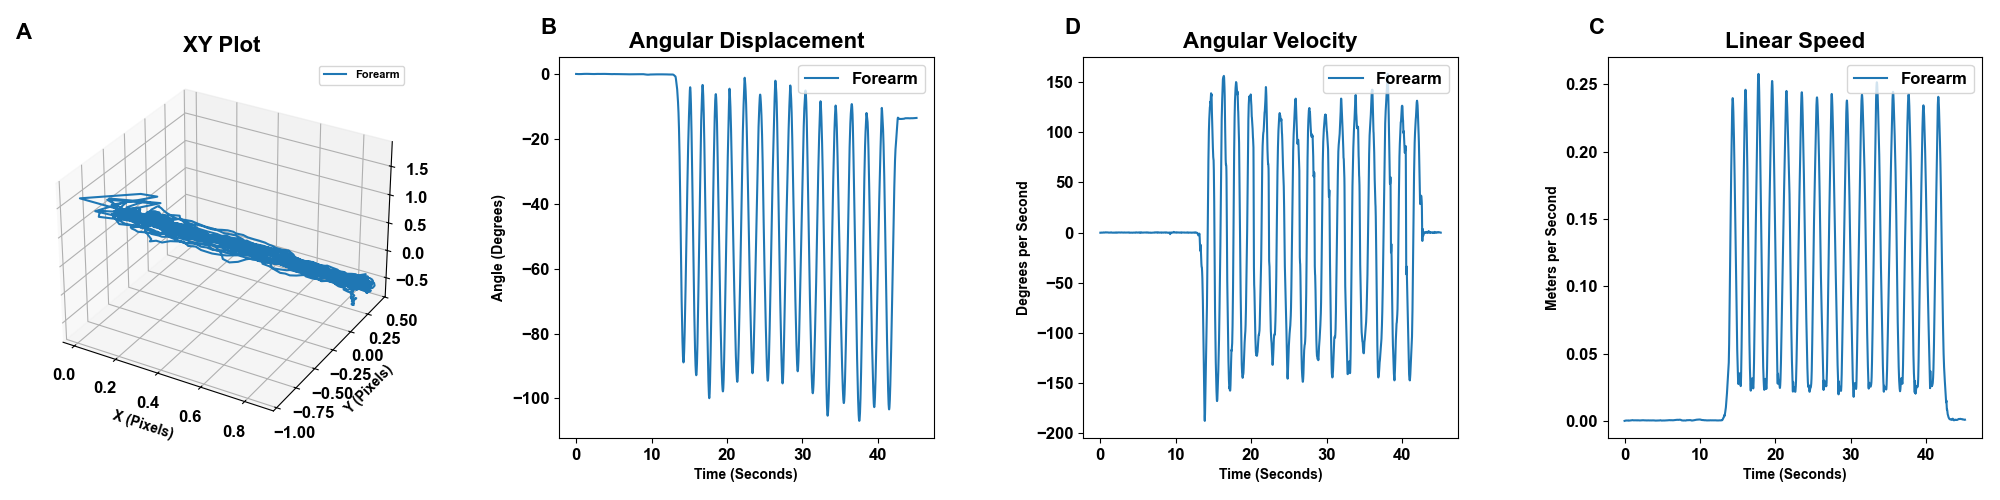 A
XY Plot
Forearm
1.5
1.0
0.5
0.0
−0.5
0.50
0.25
0.00
−0.25
−0.50
−0.75
−1.00
Y (Pixels)
0.0
0.2
0.4
0.6
0.8
X (Pixels)
B
Angular Displacement
Forearm
0
−20
−40
−60
−80
−100
Angle (Degrees)
0 10 20 30 40
Time (Seconds)
D
Angular Velocity
Forearm
150
100
50
0
−50
−100
−150
−200
Degrees per Second
0 10 20 30 40
Time (Seconds)
C
Linear Speed
Forearm
0.25
0.20
0.15
0.10
0.05
0.00
Meters per Second
0 10 20 30 40
Time (Seconds)